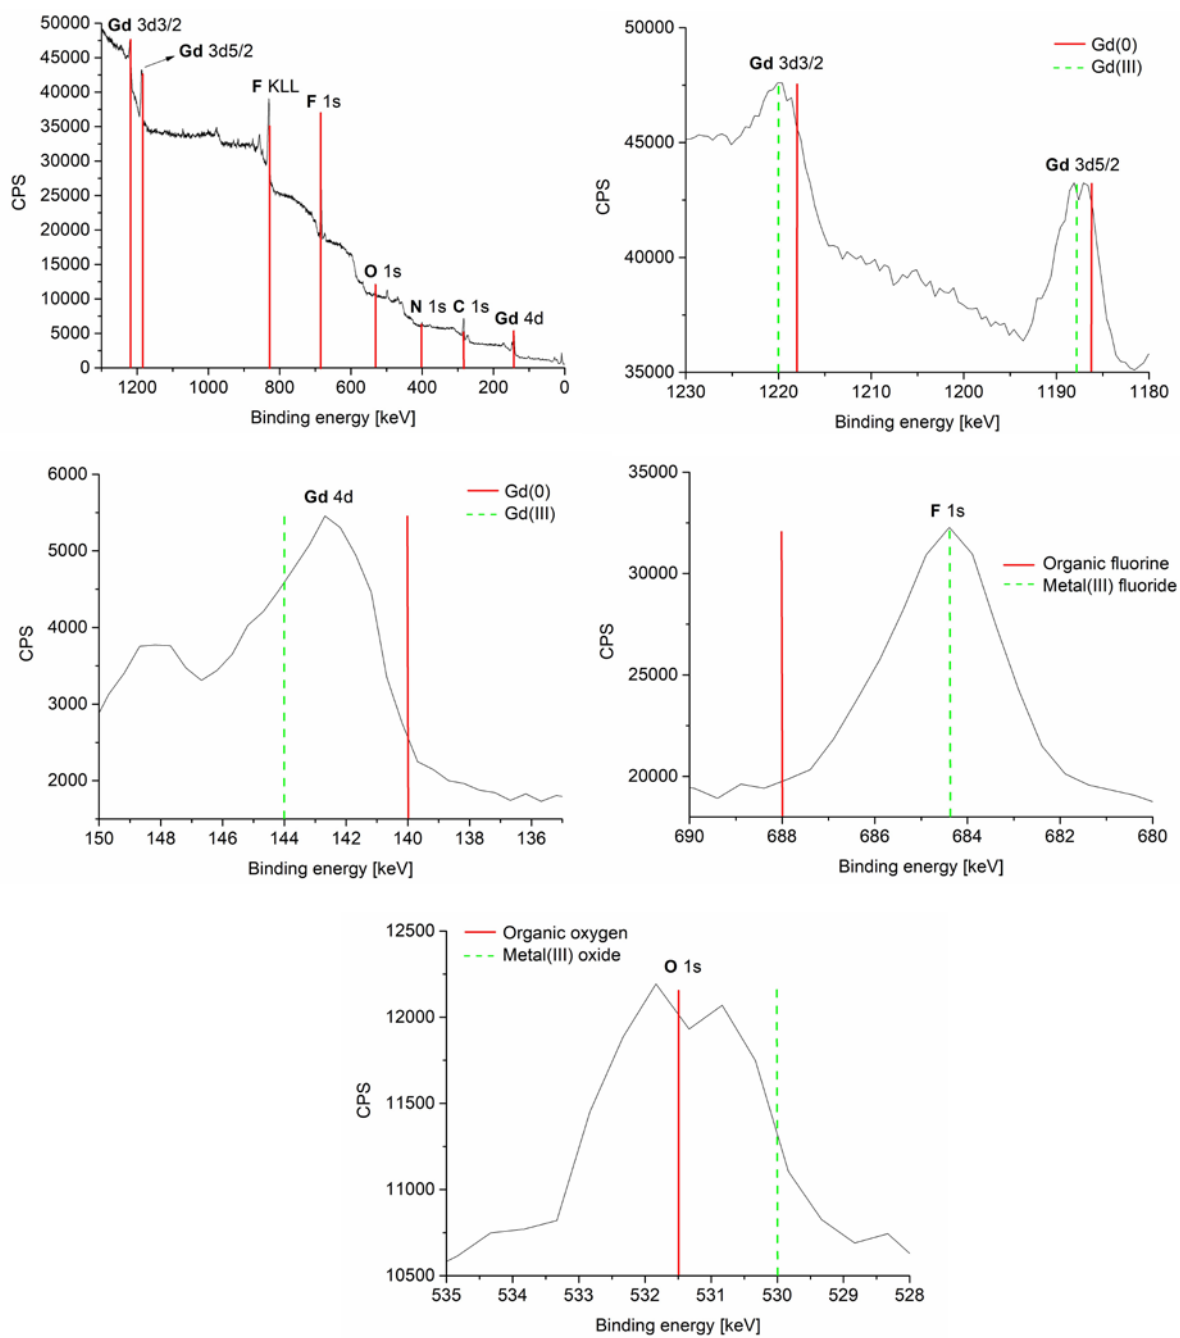 Gd 3d3/2
Gd 3d5/2
F KLL
F 1s
O 1s
N 1s
C 1s
Gd 4d
CPS
50000
45000
40000
35000
30000
25000
20000
15000
10000
5000
0
1200 1000 800 600 400 200 0
Binding energy [keV]
Gd(0)
Gd(III)
Gd 3d3/2
Gd 3d5/2
CPS
50000
45000
40000
35000
1230 1220 1210 1200 1190 1180
Binding energy [keV]
Gd 4d
Gd(0)
Gd(III)
CPS
6000
5000
4000
3000
2000
150 148 146 144 142 140 138 136
Binding energy [keV]
F 1s
Organic fluorine
Metal(III) fluoride
CPS
35000
30000
25000
20000
690 688 686 684 682 680
Binding energy [keV]
Organic oxygen
Metal(III) oxide
O 1s
CPS
12500
12000
11500
11000
10500
535 534 533 532 531 530 529 528
Binding energy [keV]